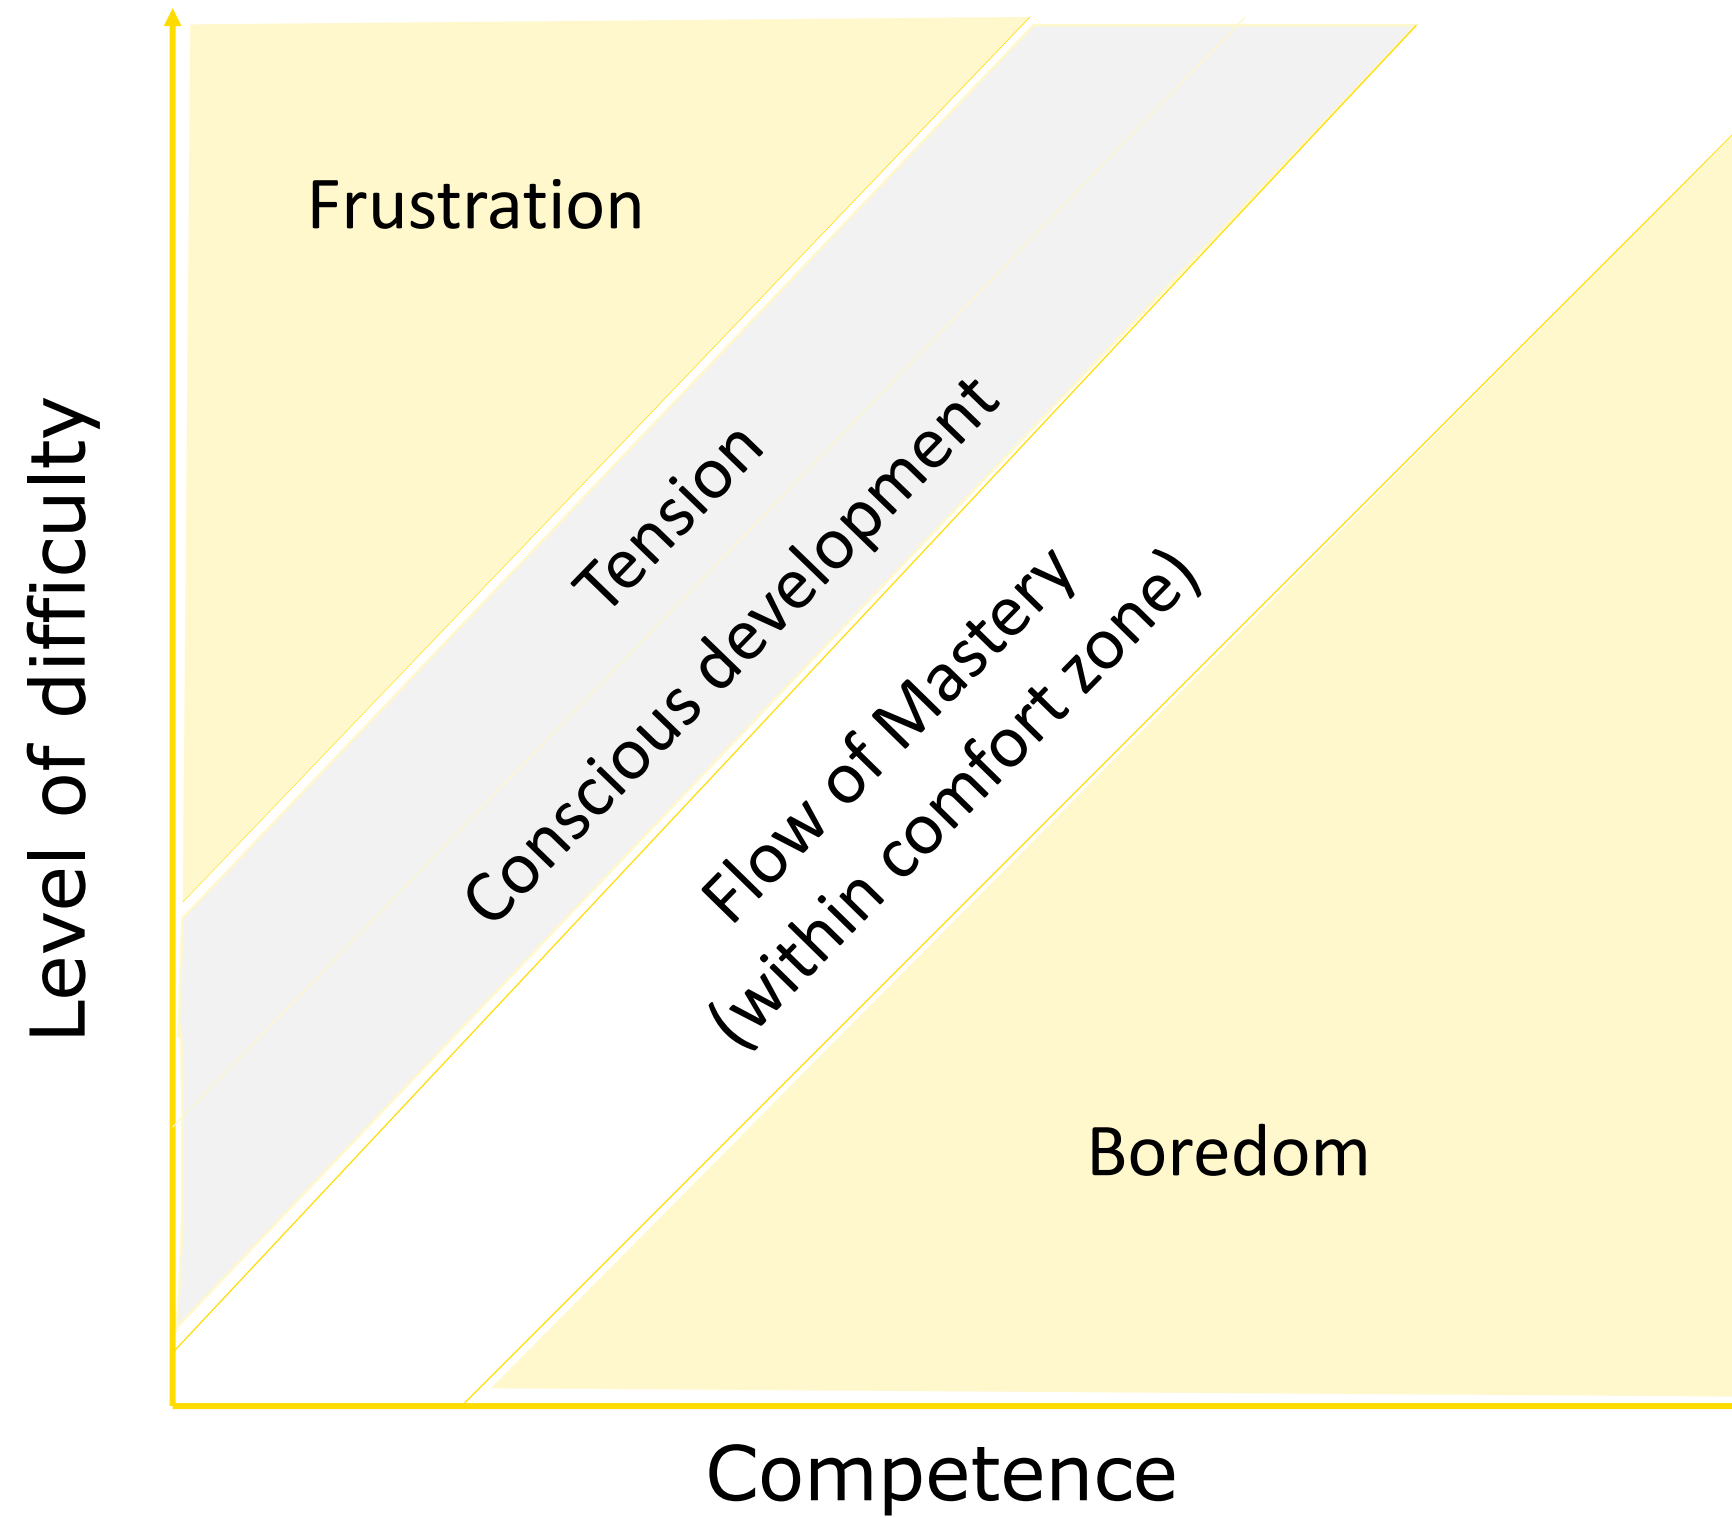 Frustration
Tension
Conscious development
Flow of Mastery
(within comfort zone)
Boredom
Level of difficulty
Competence